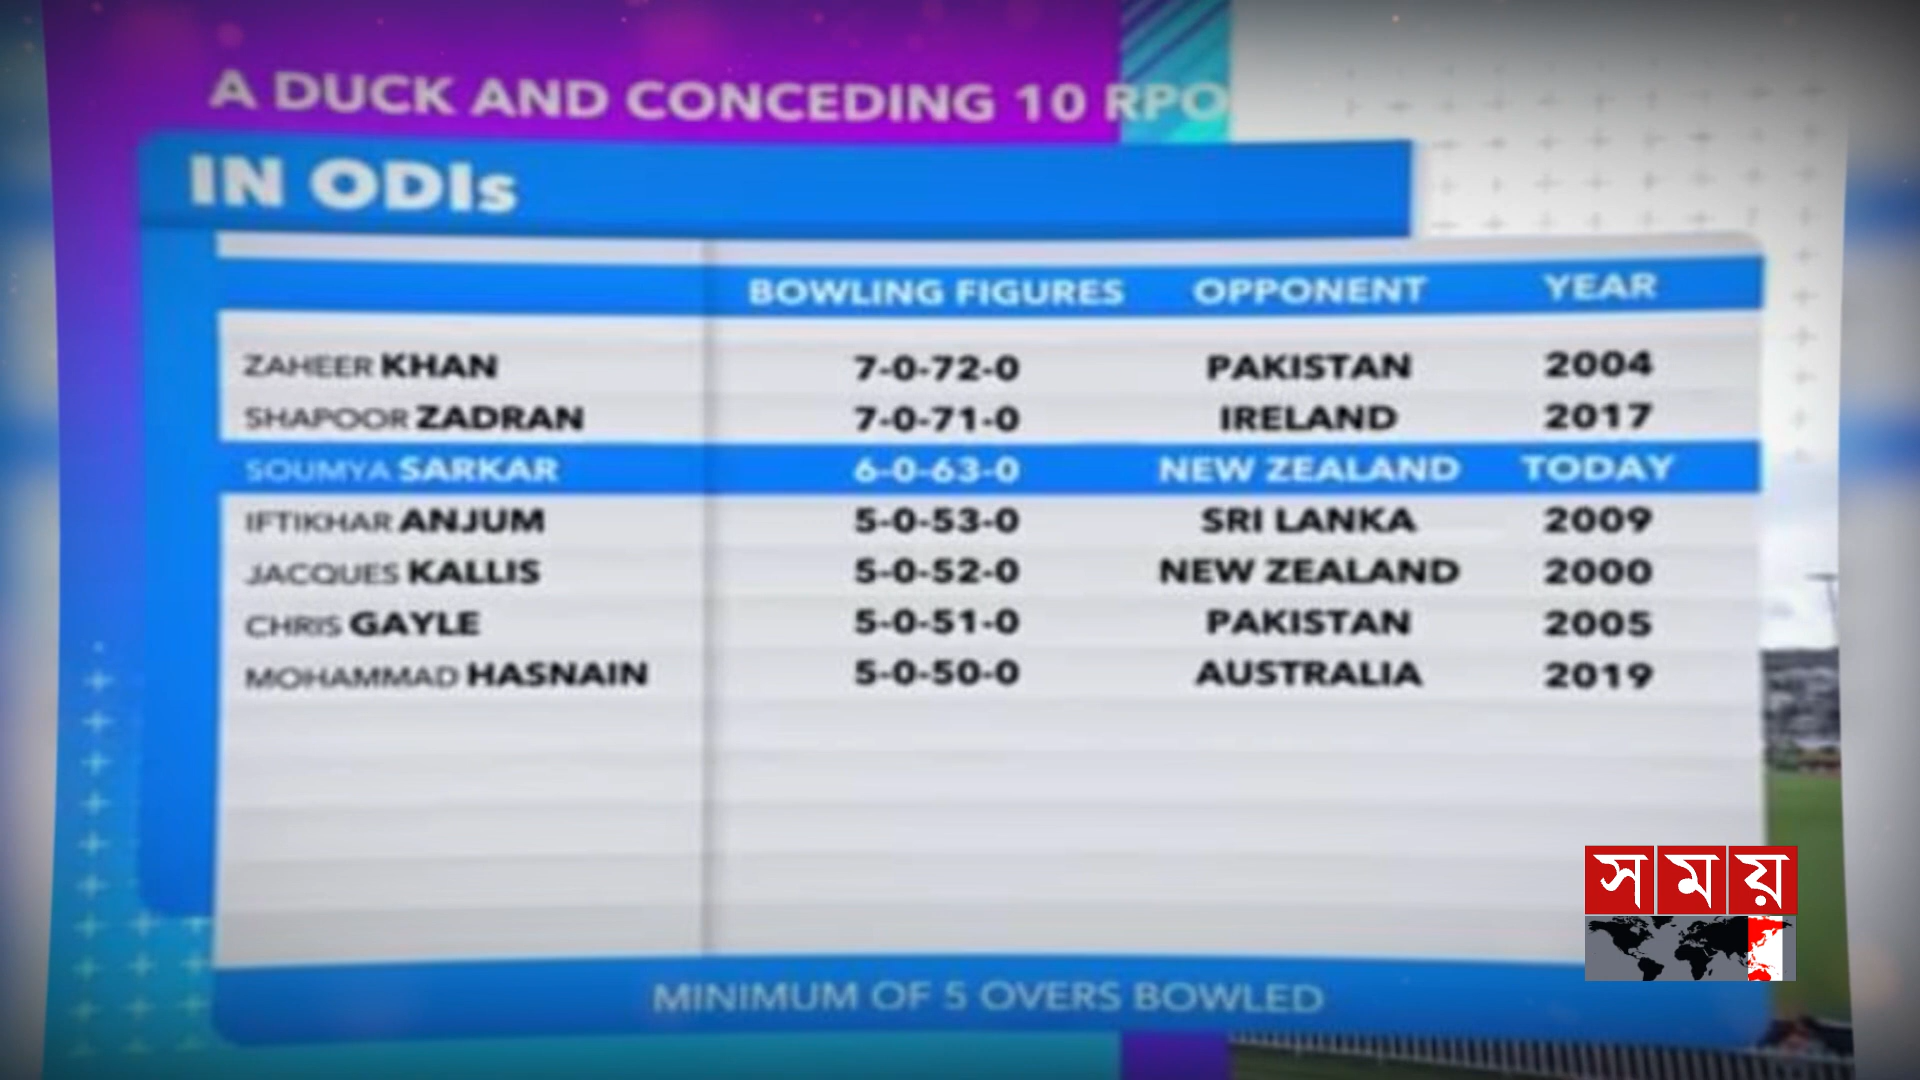 A DUCK AND CONCEDING 10 RPO
IN ODIs
BOWLING FIGURES OPPONENT YEAR
ZAHEER KHAN 7-0-72-0 PAKISTAN 2004
SHAPOOR ZADRAN 7-0-71-0 IRELAND 2017
SOUMYA SARKAR 6-0-63-0 NEW ZEALAND TODAY
IFTIKHAR ANJUM 5-0-53-0 SRI LANKA 2009
JACQUES KALLIS 5-0-52-0 NEW ZEALAND 2000
CHRIS GAYLE 5-0-51-0 PAKISTAN 2005
MOHAMMAD HASNAIN 5-0-50-0 AUSTRALIA 2019
সময়
MINIMUM OF 5 OVERS BOWLED